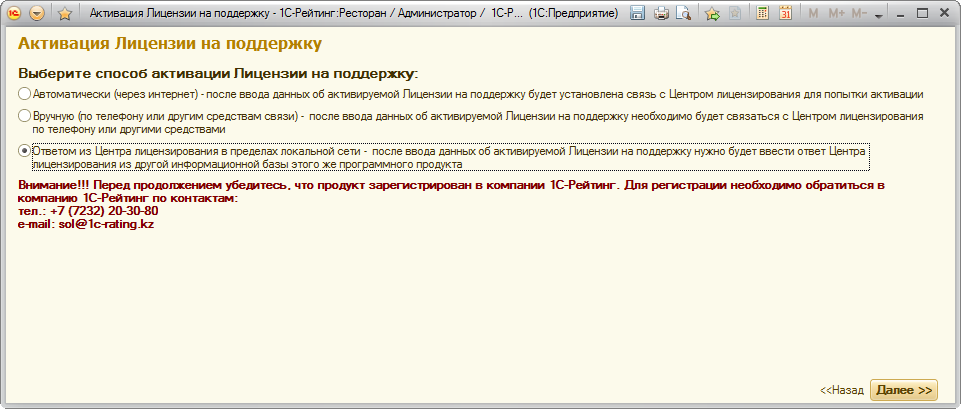 Активация Лицензии на поддержку - 1С-Рейтинг:Ресторан / Администратор / 1С-Р... (1С:Предприятие)
M M+ M-
Активация Лицензии на поддержку
Выберите способ активации Лицензии на поддержку:
Автоматически (через интернет) - после ввода данных об активируемой Лицензии на поддержку будет установлена связь с Центром лицензирования для попытки активации
Вручную (по телефону или другим средствам связи) - после ввода данных об активируемой Лицензии на поддержку необходимо будет связаться с Центром лицензирования
по телефону или другими средствами
Ответом из Центра лицензирования в пределах локальной сети - после ввода данных об активируемой Лицензии на поддержку нужно будет ввести ответ Центра
лицензирования из другой информационной базы этого же программного продукта
Внимание!!! Перед продолжением убедитесь, что продукт зарегистрирован в компании 1С-Рейтинг. Для регистрации необходимо обратиться в
компанию 1С-Рейтинг по контактам:
тел.: +7 (7232) 20-30-80
e-mail: sol@1c-rating.kz
<<Назад Далее >>